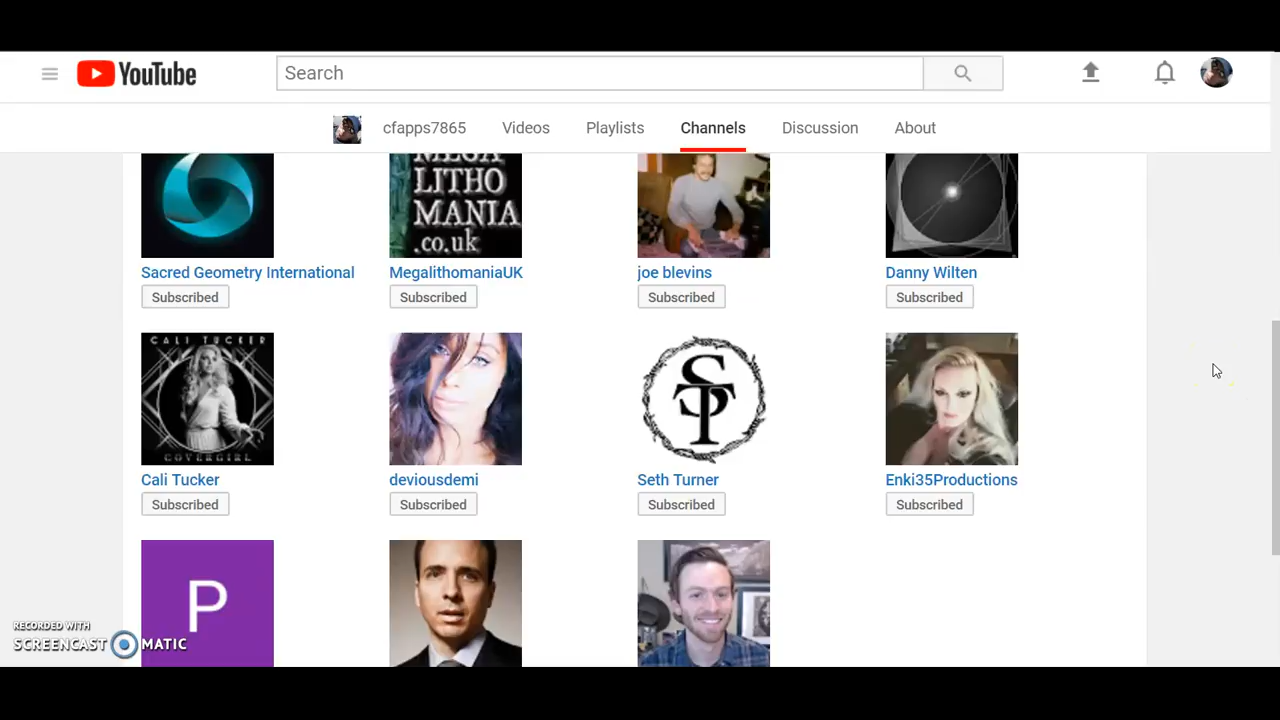 YouTube
Search
cfapps7865 Videos Playlists Channels Discussion About
MEGA
LITHO
MANIA
.co.uk
Sacred Geometry International MegalithomaniaUK joe blevins Danny Wilten
Subscribed Subscribed Subscribed Subscribed
CALI TUCKER
COVERGIRL
ST
Cali Tucker deviousdemi Seth Turner Enki35Productions
Subscribed Subscribed Subscribed Subscribed
P
RECORDED WITH
SCREENCAST MATIC